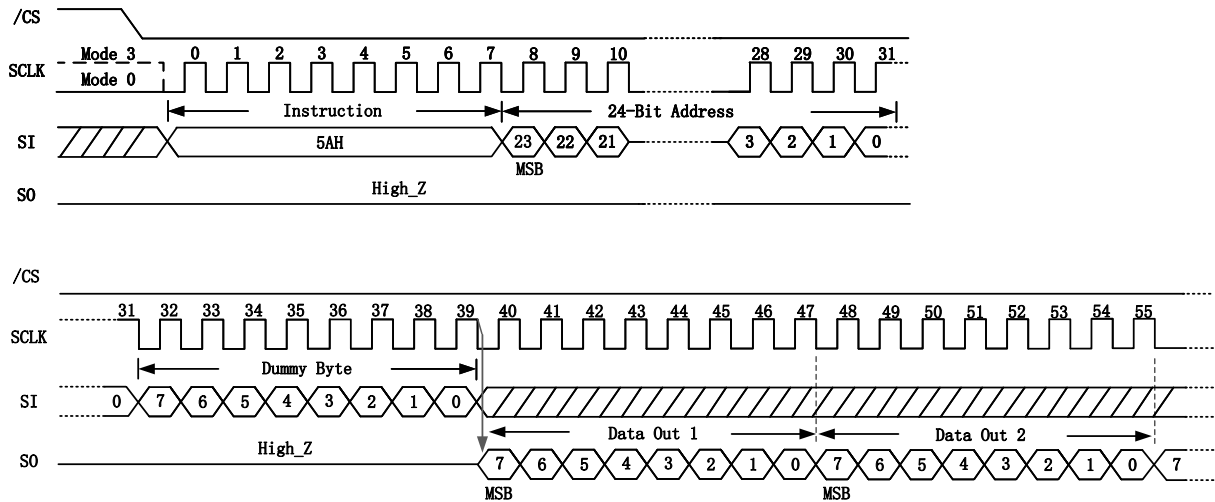 /CS
Mode 3 0 1 2 3 4 5 6 7 8 9 10 28 29 30 31
SCLK
Mode 0
Instruction 24-Bit Address
SI 5AH 23 22 21 3 2 1 0
MSB
SO High_Z
/CS
31 32 33 34 35 36 37 38 39 40 41 42 43 44 45 46 47 48 49 50 51 52 53 54 55
SCLK
Dummy Byte
SI 0 7 6 5 4 3 2 1 0
Data Out 1 Data Out 2
High_Z
SO 7 6 5 4 3 2 1 0 7 6 5 4 3 2 1 0 7
MSB MSB